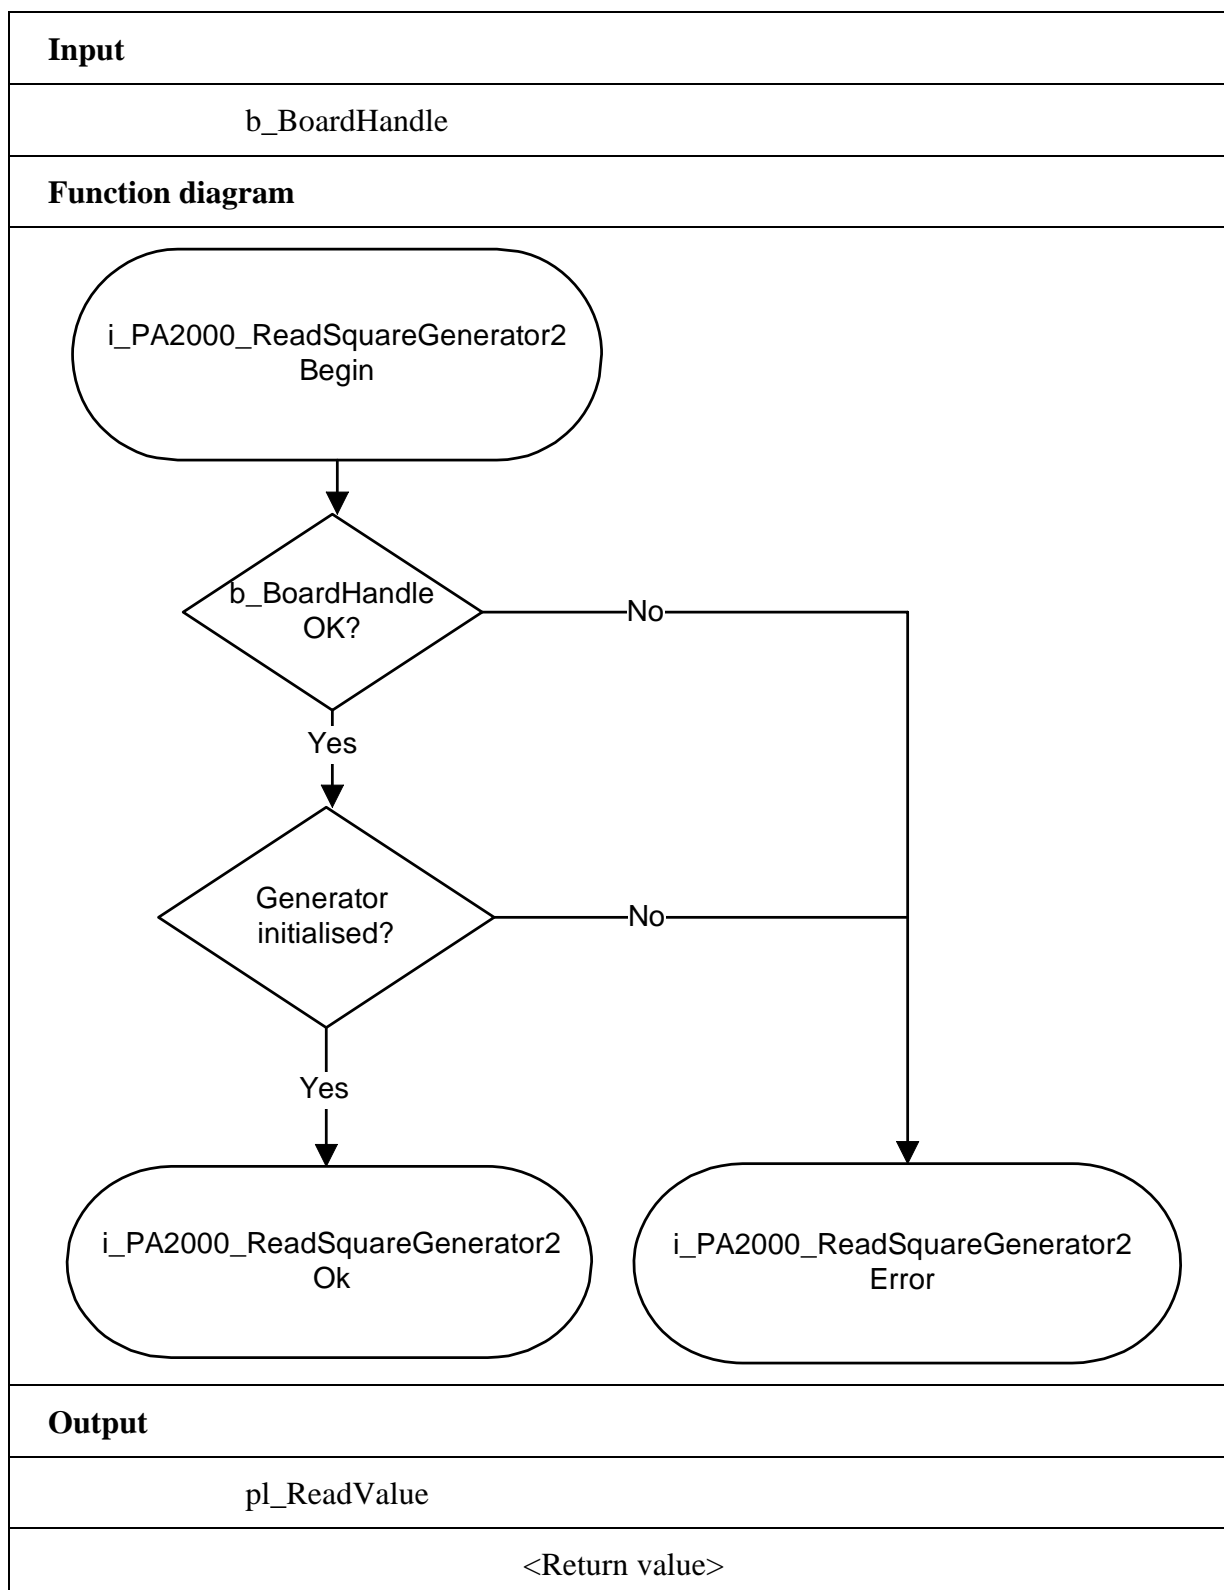 Input
b_BoardHandle
Function diagram
i_PA2000_ReadSquareGenerator2
Begin
b_BoardHandle
OK?
No
Yes
Generator
initialised?
No
Yes
i_PA2000_ReadSquareGenerator2
Ok
i_PA2000_ReadSquareGenerator2
Error
Output
pl_ReadValue
<Return value>